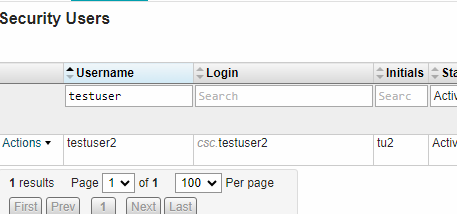 Security Users
Username Login Initials
testuser Search Searc Activ
Actions testuser2 csc.testuser2 tu2 Activ
1 results Page 1 of 1 100 Per page
First Prev 1 Next Last